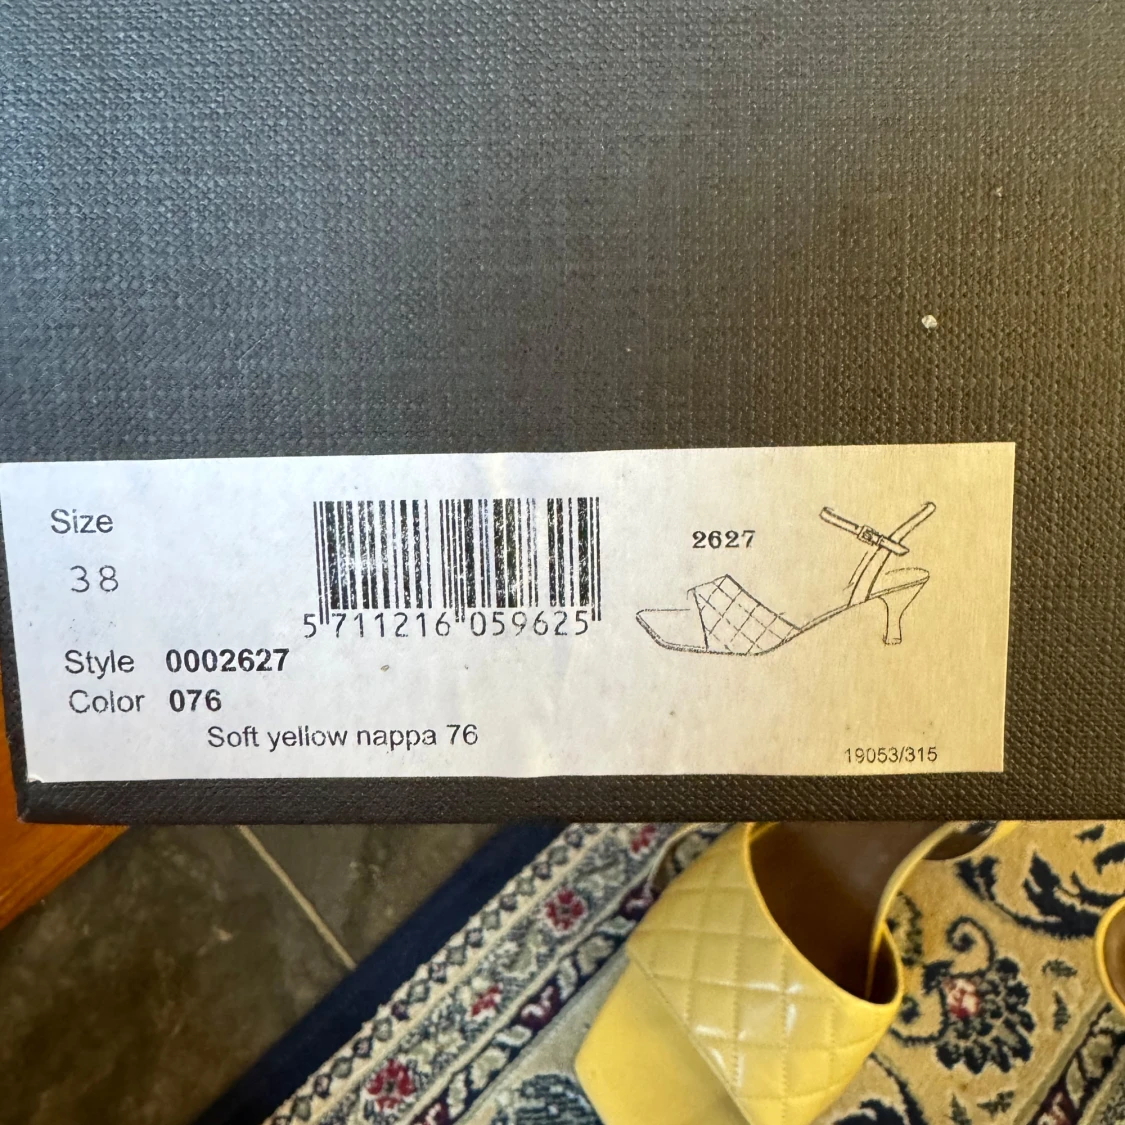 Size
38
5 711216 059625
2627
Style 0002627
Color 076
Soft yellow nappa 76
19053/315